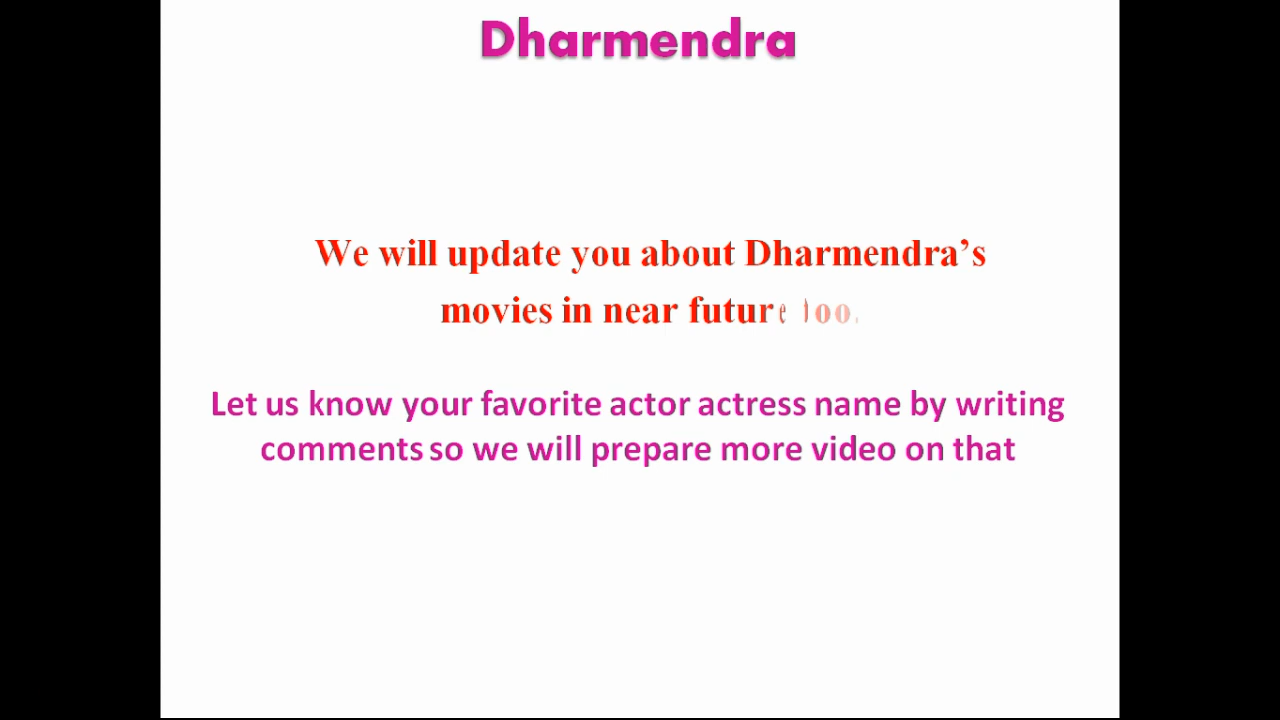 Dharmendra
We will update you about Dharmendra’s
movies in near future too.
Let us know your favorite actor actress name by writing
comments so we will prepare more video on that